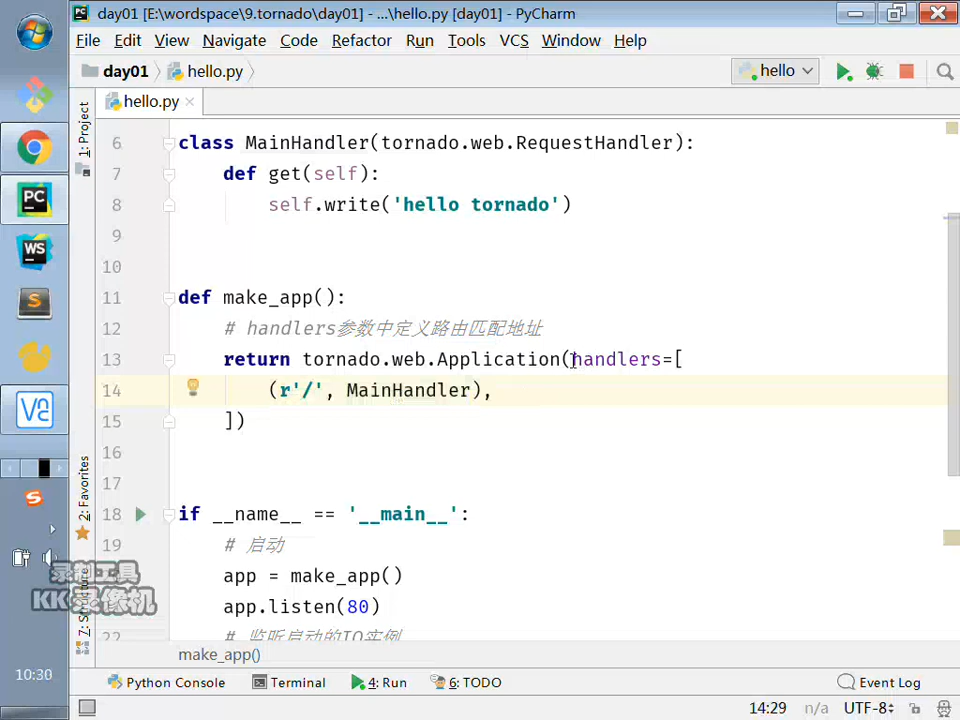 day01 [E:\wordspace\9.tornado\day01] - ...\hello.py [day01] - PyCharm
File Edit View Navigate Code Refactor Run Tools VCS Window Help
day01 hello.py hello
hello.py
1: Project
6 class MainHandler(tornado.web.RequestHandler):
7 def get(self):
8 self.write('hello tornado')
9
10
11 def make_app():
12 # handlers参数中定义路由匹配地址
13 return tornado.web.Application(handlers=[
14 (r'/', MainHandler),
15 ])
16
17
18 if __name__ == '__main__':
19 # 启动
app = make_app()
app.listen(80)
22 # 监听启动的IO实例
2: Favorites
7: Structure
录制工具
KK录像机
make_app()
10:30
Python Console Terminal 4: Run 6: TODO Event Log
14:29 n/a UTF-8